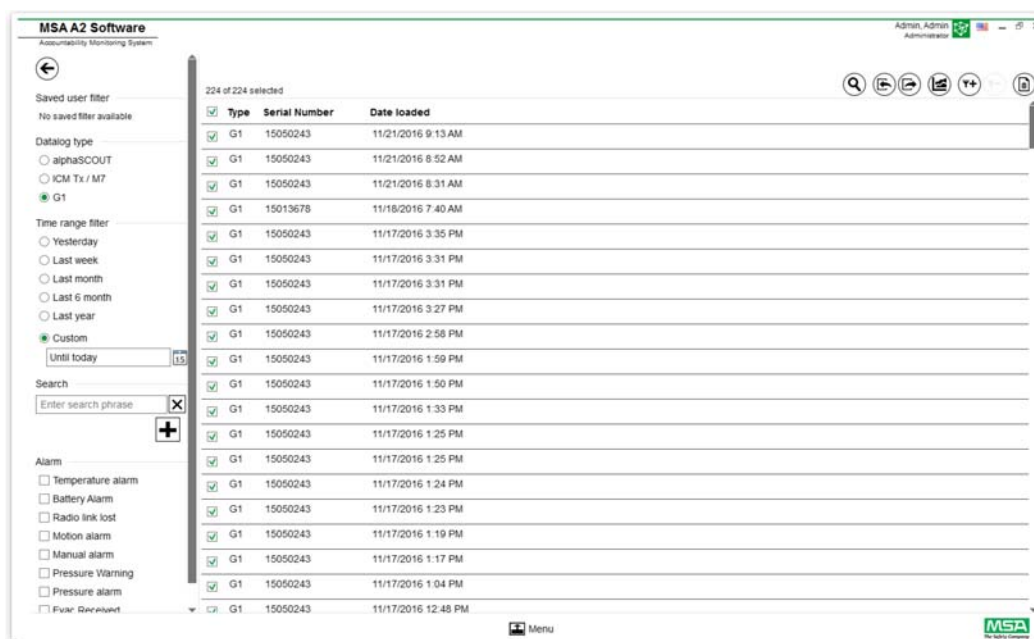 MSA A2 Software
Accountability Monitoring System
Admin, Admin
Administrator
Saved user filter
No saved filter available
Datalog type
alphaSCOUT
ICM Tx / M7
G1
Time range filter
Yesterday
Last week
Last month
Last 6 month
Last year
Custom
Until today
15
Search
Enter search phrase
Alarm
Temperature alarm
Battery Alarm
Radio link lost
Motion alarm
Manual alarm
Pressure Warning
Pressure alarm
Evac Received
224 of 224 selected
Type Serial Number Date loaded
G1 15050243 11/21/2016 9:13 AM
G1 15050243 11/21/2016 8:52 AM
G1 15050243 11/21/2016 8:31 AM
G1 15013678 11/18/2016 7:40 AM
G1 15050243 11/17/2016 3:35 PM
G1 15050243 11/17/2016 3:31 PM
G1 15050243 11/17/2016 3:31 PM
G1 15050243 11/17/2016 3:27 PM
G1 15050243 11/17/2016 2:58 PM
G1 15050243 11/17/2016 1:59 PM
G1 15050243 11/17/2016 1:50 PM
G1 15050243 11/17/2016 1:33 PM
G1 15050243 11/17/2016 1:25 PM
G1 15050243 11/17/2016 1:25 PM
G1 15050243 11/17/2016 1:24 PM
G1 15050243 11/17/2016 1:23 PM
G1 15050243 11/17/2016 1:19 PM
G1 15050243 11/17/2016 1:17 PM
G1 15050243 11/17/2016 1:04 PM
G1 15050243 11/17/2016 12:48 PM
Menu
MSA
The Safety Company